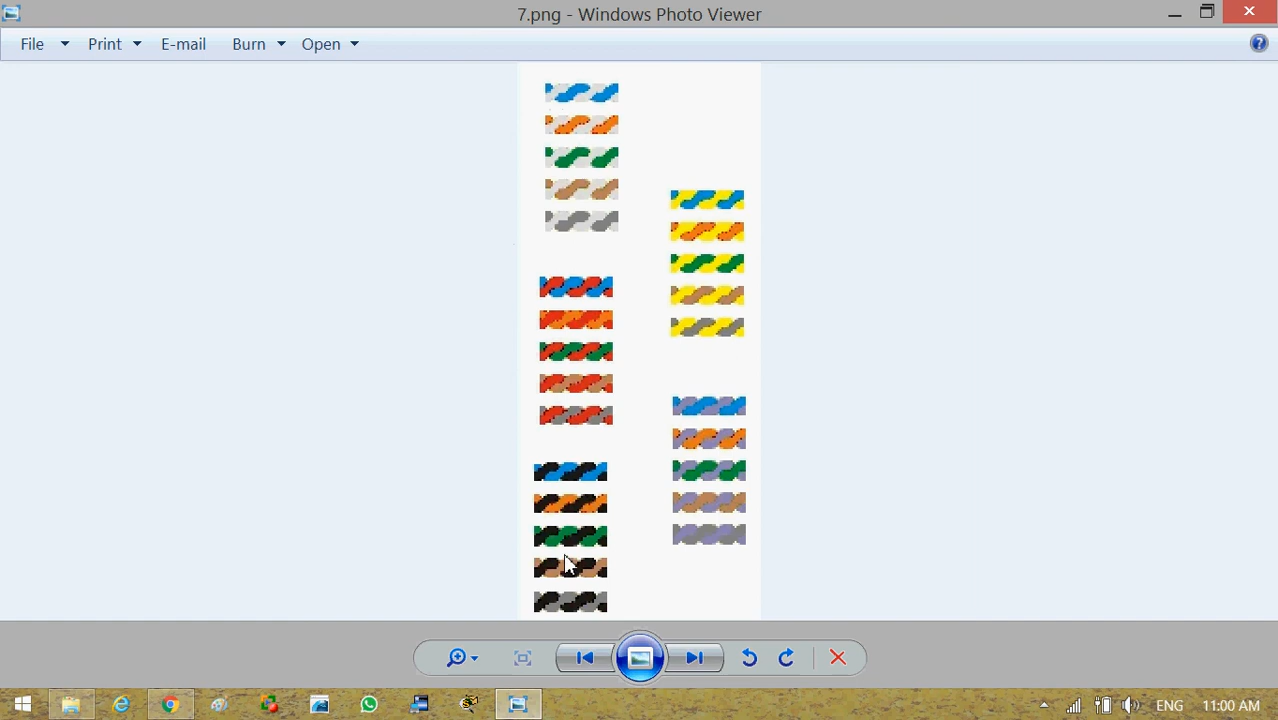 7.png - Windows Photo Viewer
File Print E-mail Burn Open
ENG 11:00 AM